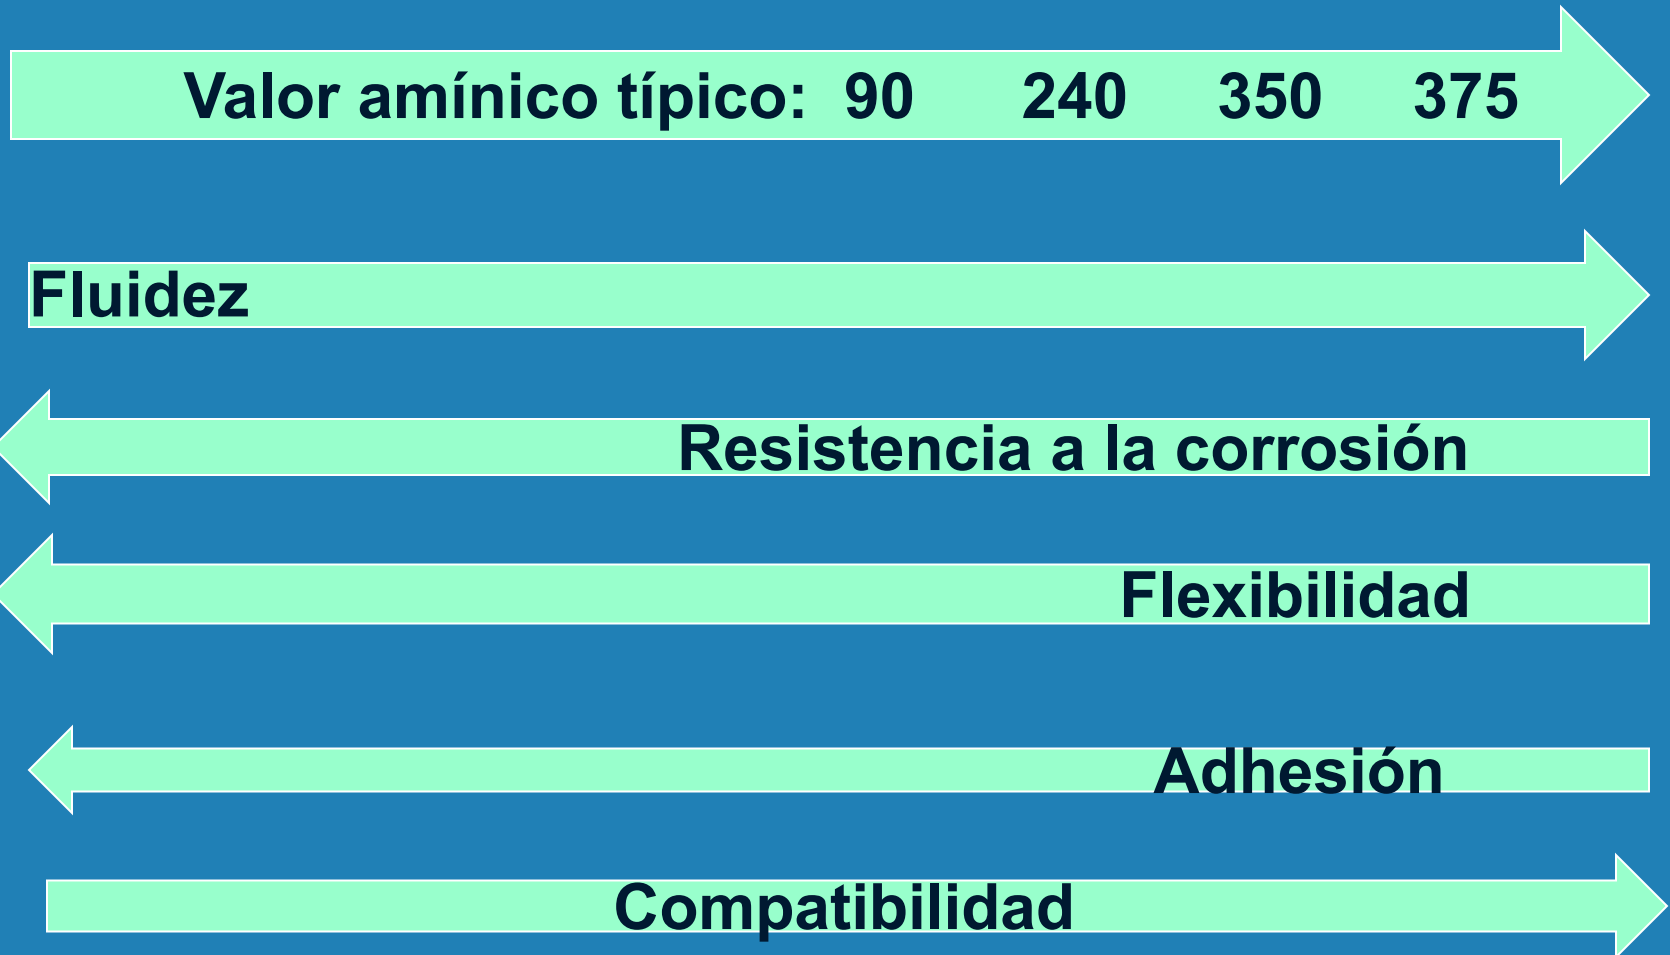 Valor amínico típico: 90 240 350 375
Fluidez
Resistencia a la corrosión
Flexibilidad
Adhesión
Compatibilidad